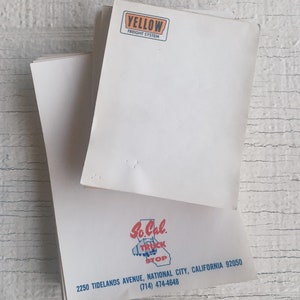 YELLOW
FREIGHT SYSTEM
So. Cal.
TRUCK
STOP
2250 TIDELANDS AVENUE, NATIONAL CITY, CALIFORNIA 92050
(714) 474-4648